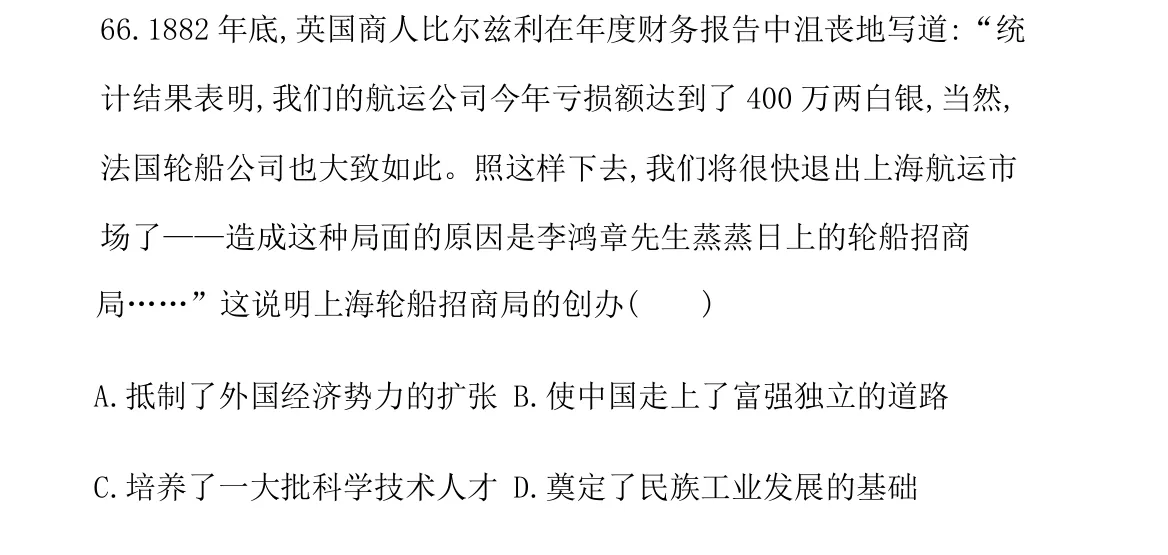 66.1882 年底,英国商人比尔兹利在年度财务报告中沮丧地写道:“统
计结果表明,我们的航运公司今年亏损额达到了 400 万两白银,当然,
法国轮船公司也大致如此。照这样下去,我们将很快退出上海航运市
场了——造成这种局面的原因是李鸿章先生蒸蒸日上的轮船招商
局……”这说明上海轮船招商局的创办(　　)
A.抵制了外国经济势力的扩张 B.使中国走上了富强独立的道路
C.培养了一大批科学技术人才 D.奠定了民族工业发展的基础